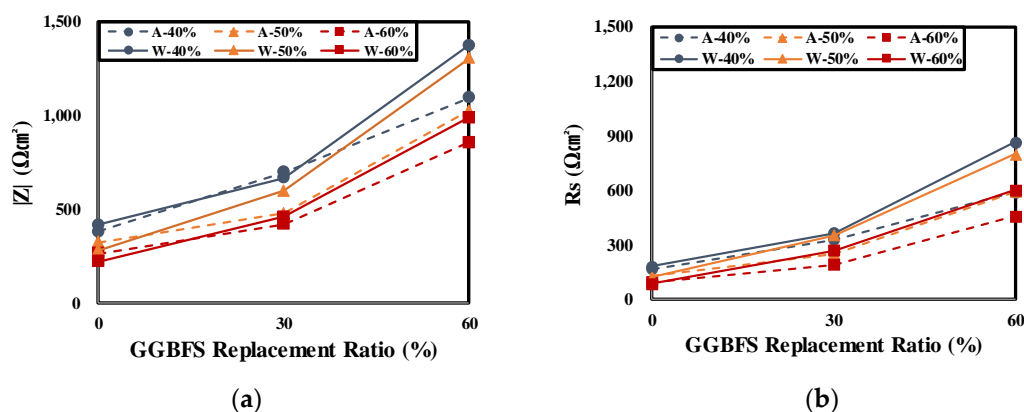 1,500
A-40% A-50% A-60%
W-40% W-50% W-60%
1,000
500
0
|Z| (Ω㎠)
0 30 60
GGBFS Replacement Ratio (%)
(a)
1,500
A-40% A-50% A-60%
W-40% W-50% W-60%
1,200
900
600
300
0
Rs (Ω㎠)
0 30 60
GGBFS Replacement Ratio (%)
(b)